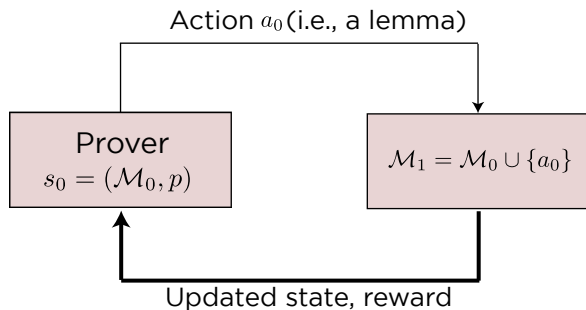 Action a₀(i.e., a lemma)
Prover
s₀ = (ℳ₀, p)
ℳ₁ = ℳ₀ ∪ {a₀}
Updated state, reward